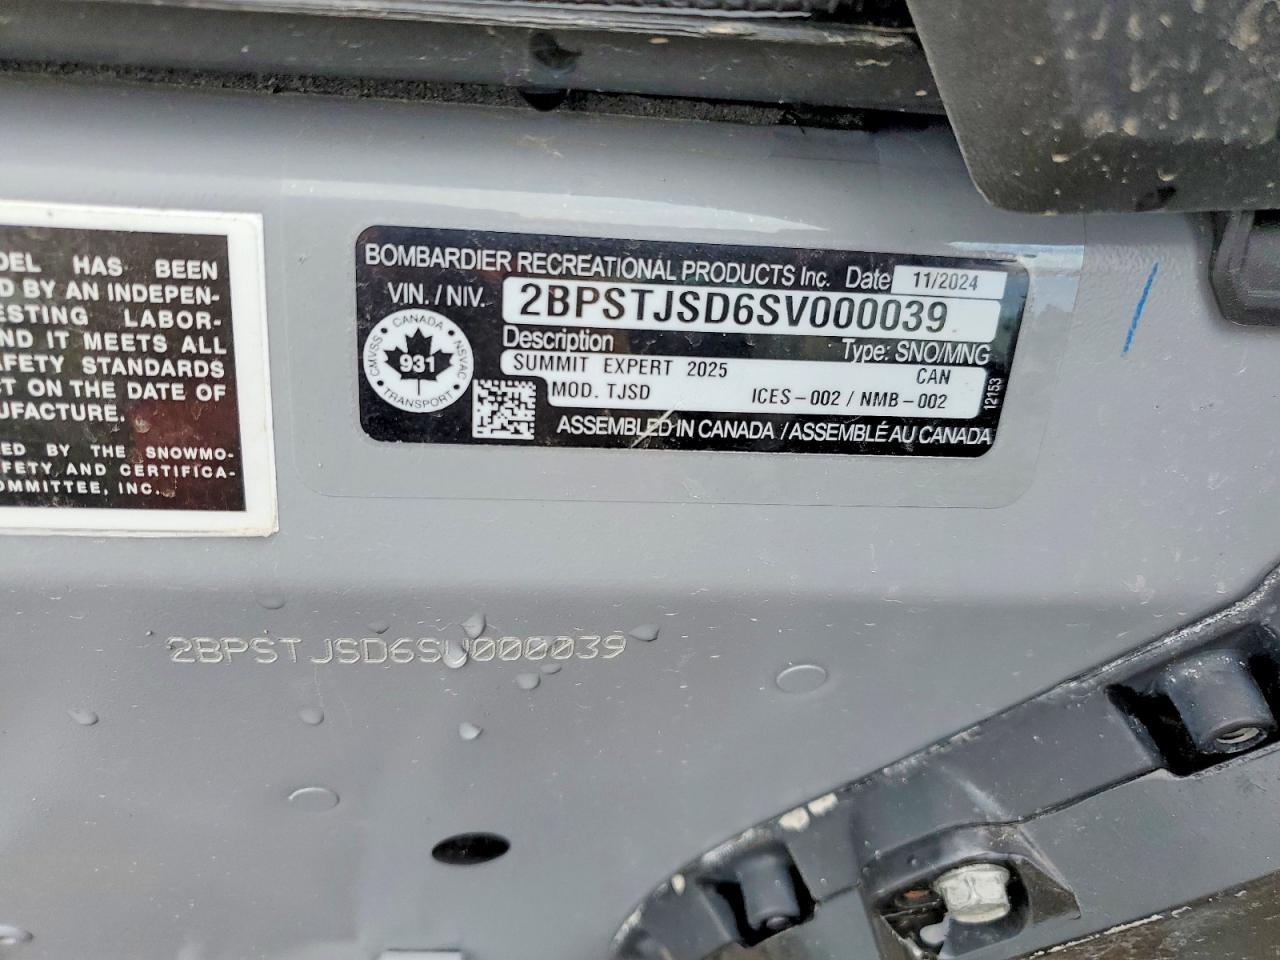 DEL HAS BEEN
D BY AN INDEPEN-
ESTING LABOR-
ND IT MEETS ALL
AFETY STANDARDS
CT ON THE DATE OF
NUFACTURE.
ED BY THE SNOWMO-
AFETY AND CERTIFICA-
OMMITTEE, INC.
BOMBARDIER RECREATIONAL PRODUCTS Inc. Date 11/2024
VIN. / NIV. 2BPSTJSD6SV000039
Description Type: SNO/MNG
SUMMIT EXPERT 2025 CAN
MOD. TJSD ICES-002 / NMB-002
CANADA
CMVSS 931 NSVAC
TRANSPORT
12153
ASSEMBLED IN CANADA / ASSEMBLÉ AU CANADA
2BPSTJSD6SV000039